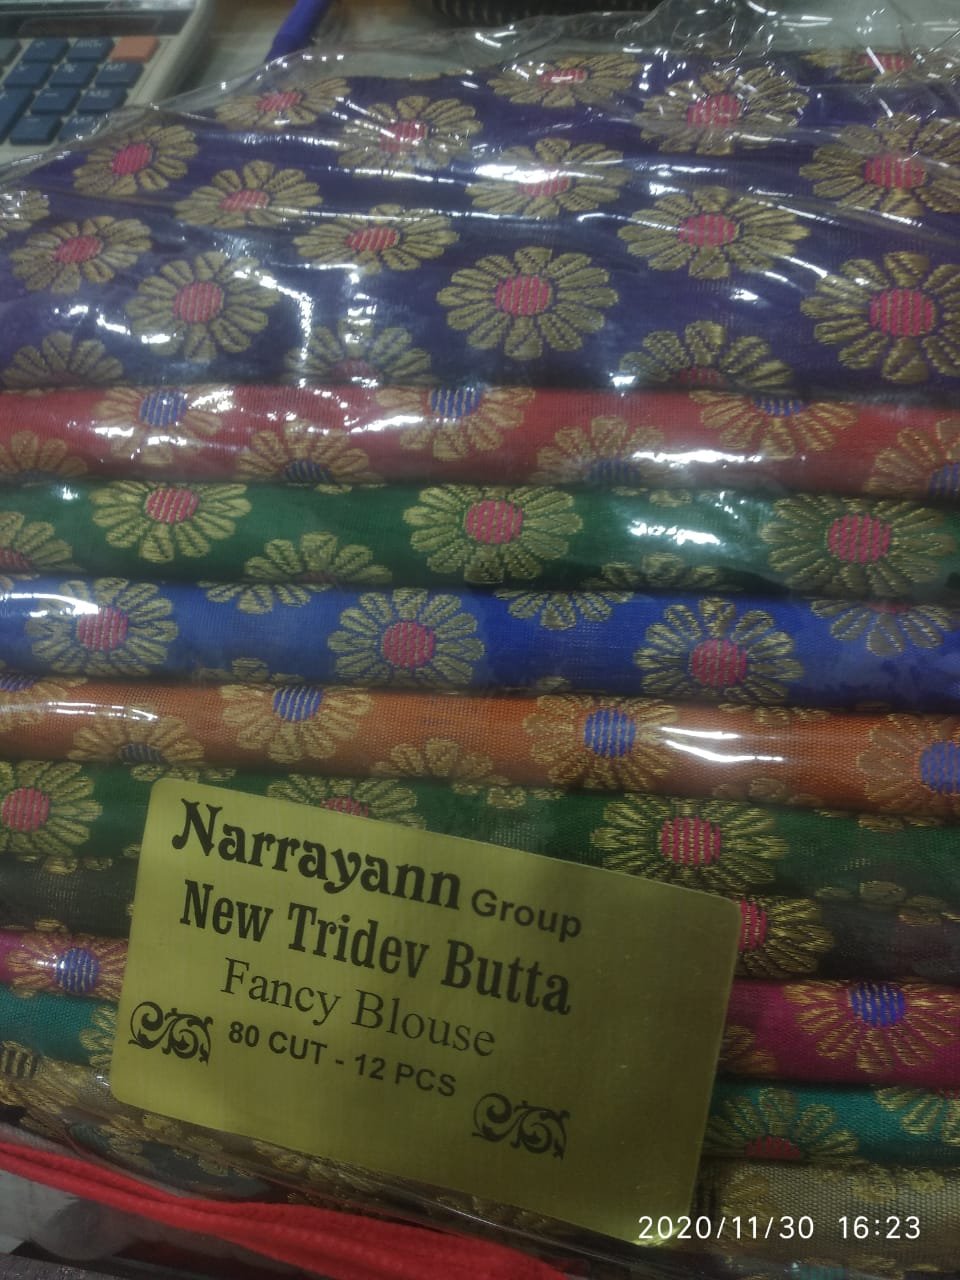 Narrayann Group
New Tridev Butta
Fancy Blouse
80 CUT - 12 PCS
2020/11/30 16:23